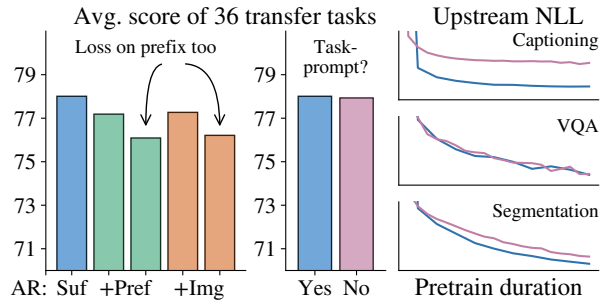 Avg. score of 36 transfer tasks
Upstream NLL
Loss on prefix too
Task-
prompt?
Captioning
79
77
75
73
71
79
77
75
73
71
VQA
Segmentation
AR: Suf +Pref +Img
Yes No
Pretrain duration